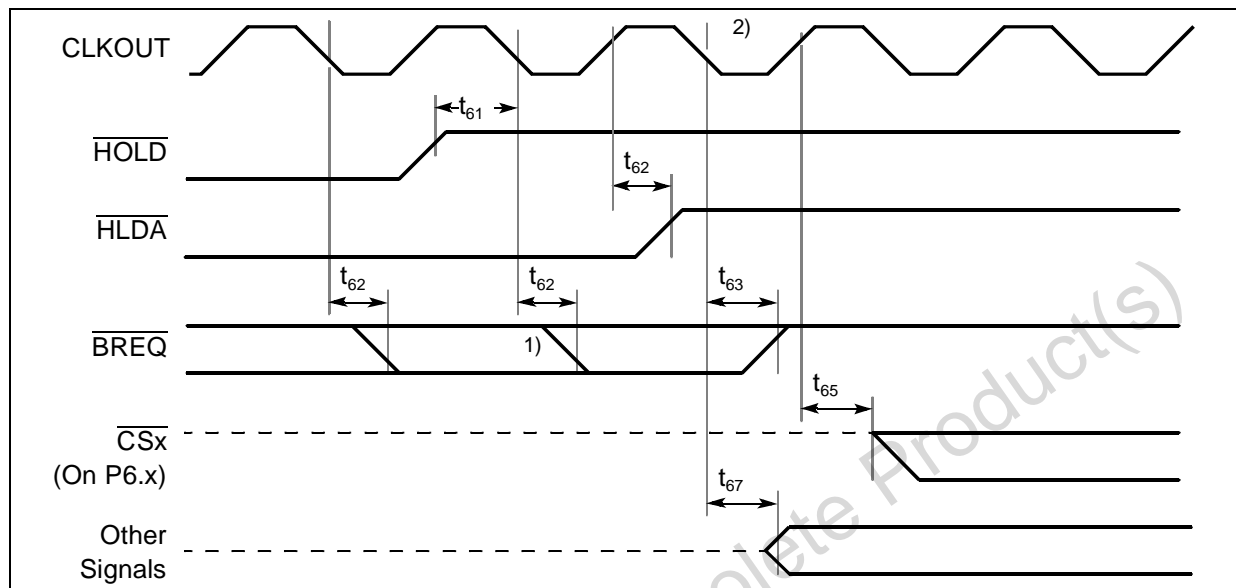 CLKOUT
2)
t61
HOLD
t62
HLDA
t62
t62
t63
BREQ
1)
t65
CSx
(On P6.x)
t67
Other
Signals
olete Product(s)